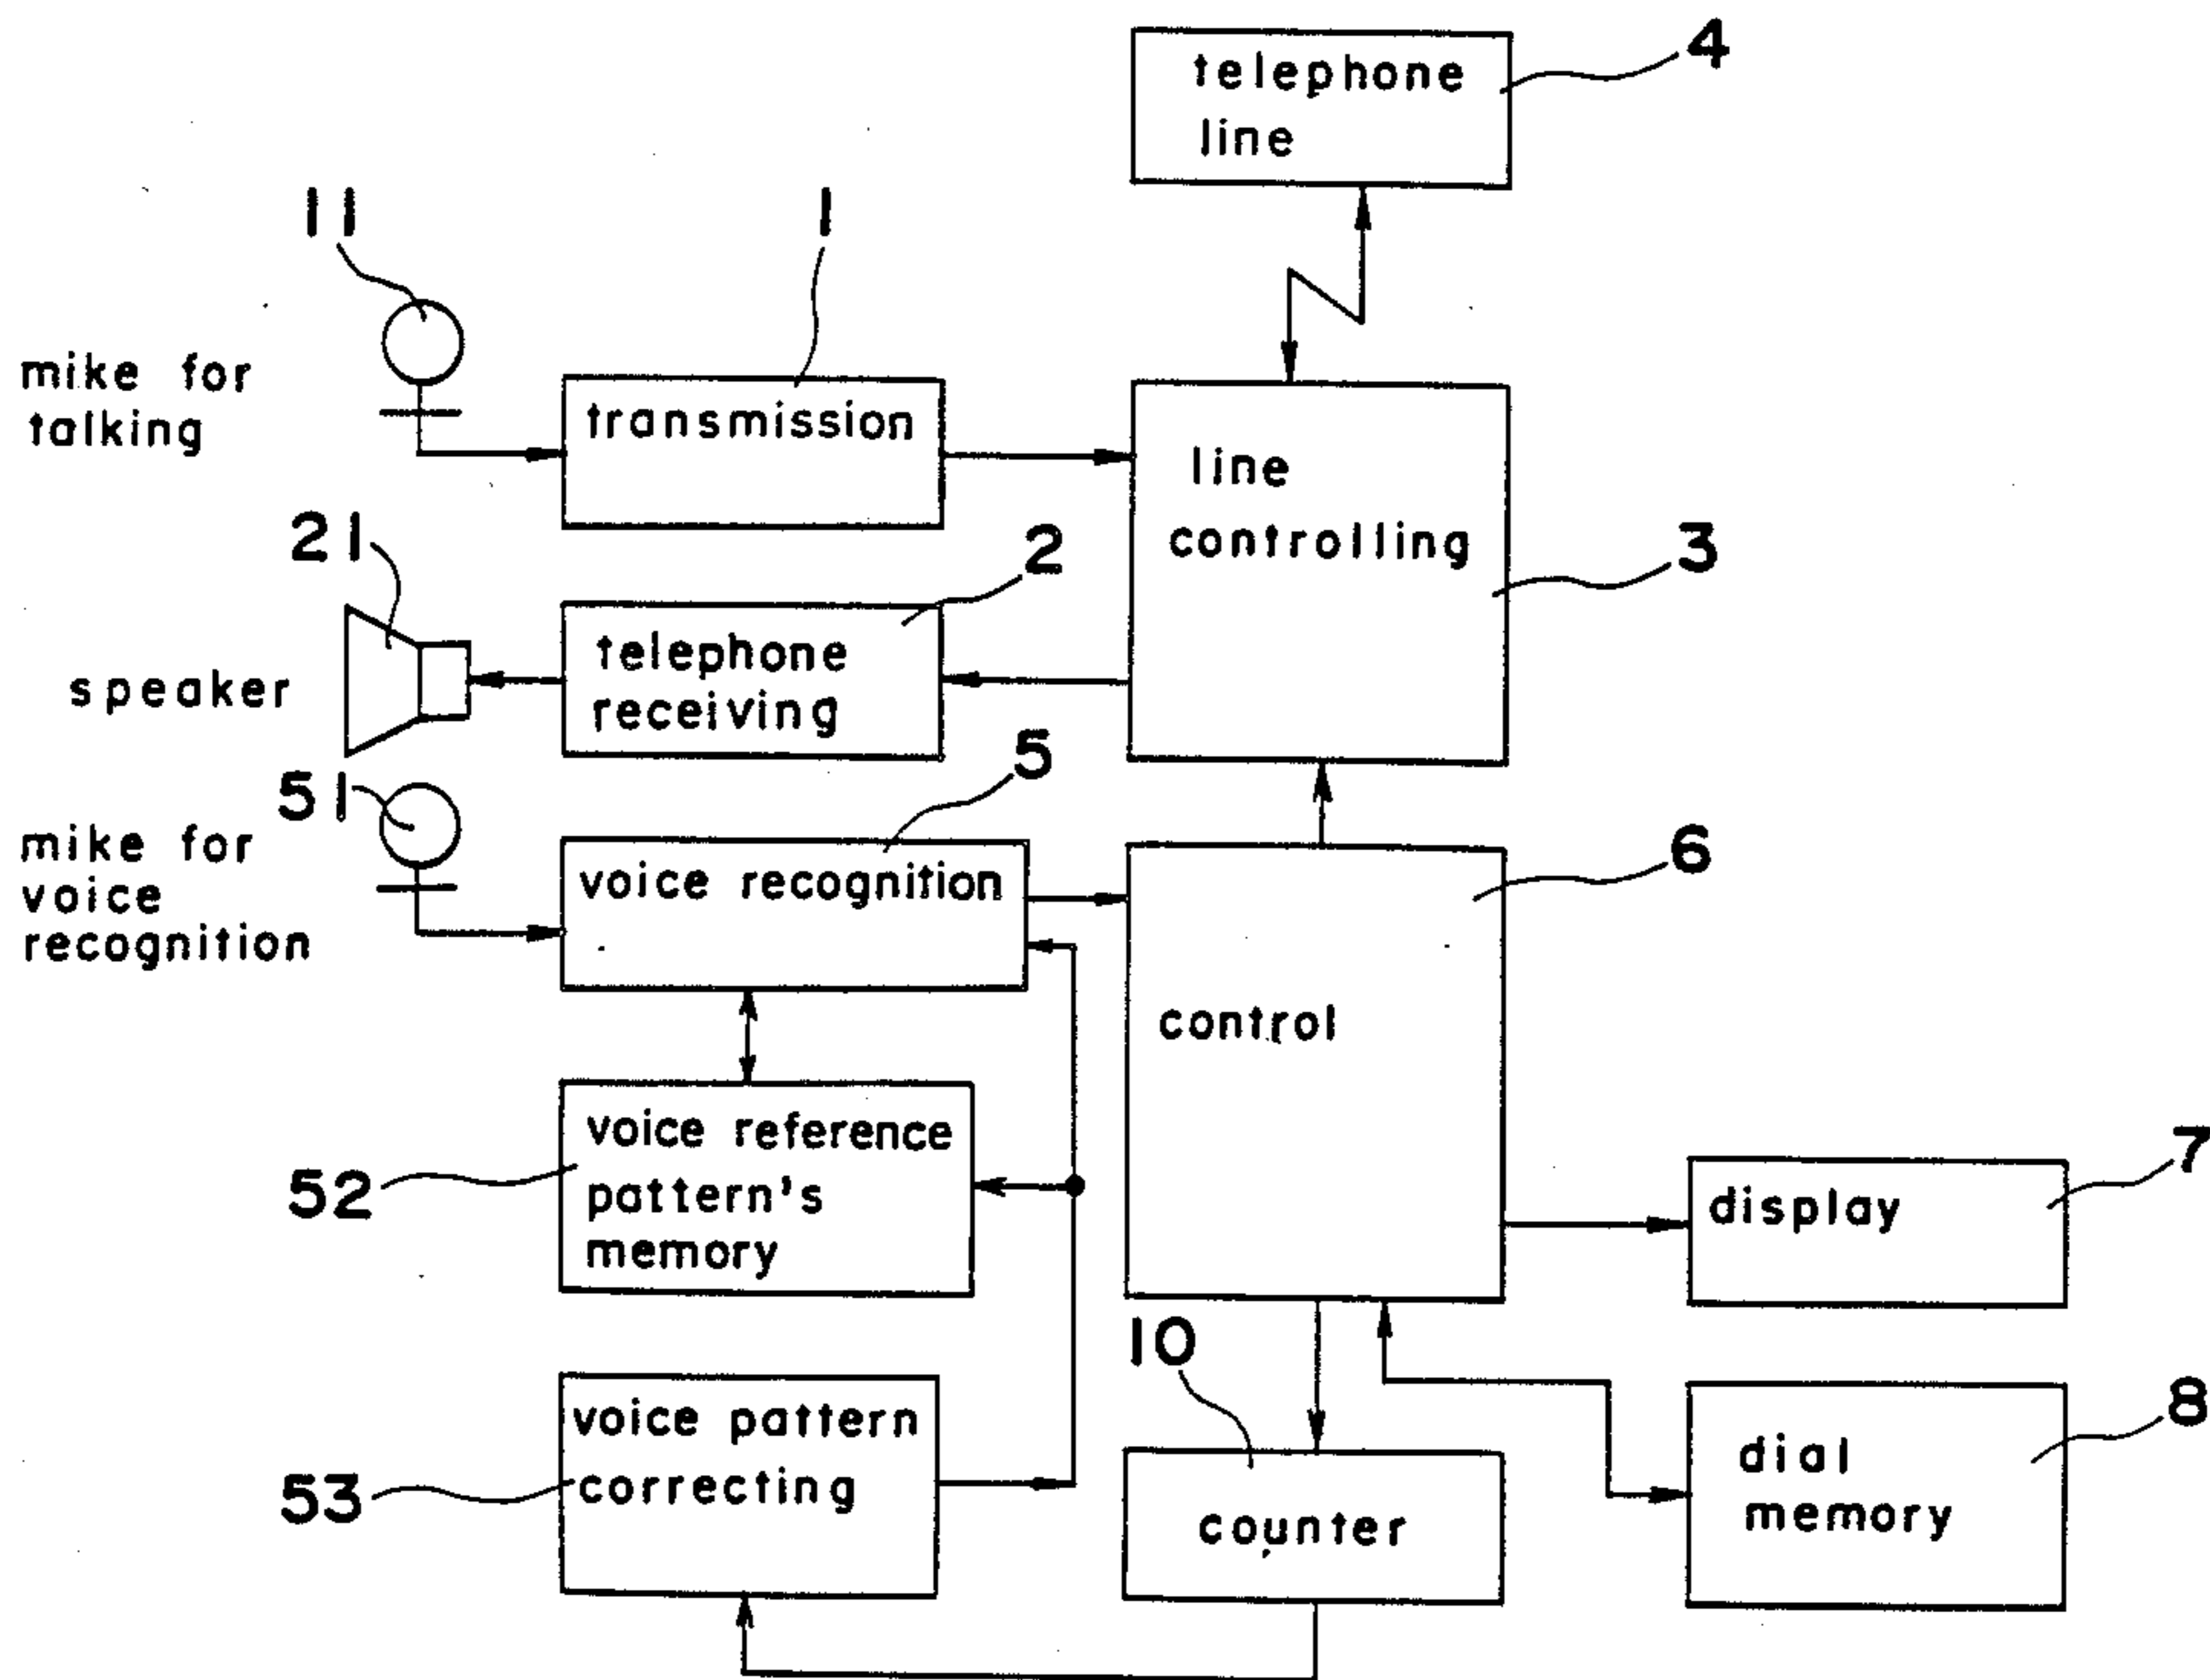 telephone
line
4
11
1
mike for
talking
transmission
line
controlling
3
21
2
speaker
telephone
receiving
51
5
mike for
voice
recognition
voice recognition
6
control
voice reference
pattern's
memory
52
7
display
10
voice pattern
correcting
53
counter
8
dial
memory